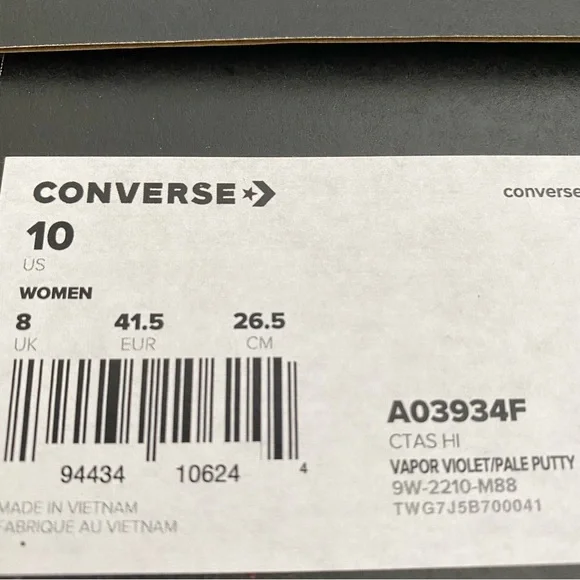 CONVERSE
converse
10
US
WOMEN
8 41.5 26.5
UK EUR CM
94434 10624 4
A03934F
CTAS HI
VAPOR VIOLET/PALE PUTTY
9W-2210-M88
TWG7J5B700041
MADE IN VIETNAM
FABRIQUE AU VIETNAM